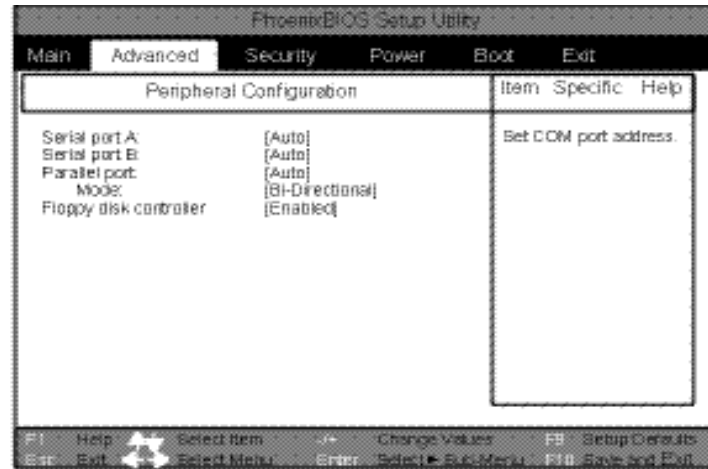 PhoenixBIOS Setup Utility
Main Advanced Security Power Boot Exit
Peripheral Configuration
Item Specific Help
Serial port A: [Auto]
Serial port B: [Auto]
Parallel port: [Auto]
Mode: [Bi-Directional]
Floppy disk controller [Enabled]
Set COM port address.
F1 Help Select Item -/+ Change Values F9 Setup Defaults
Esc Exit Select Menu Enter Select ► Sub-Menu F10 Save and Exit